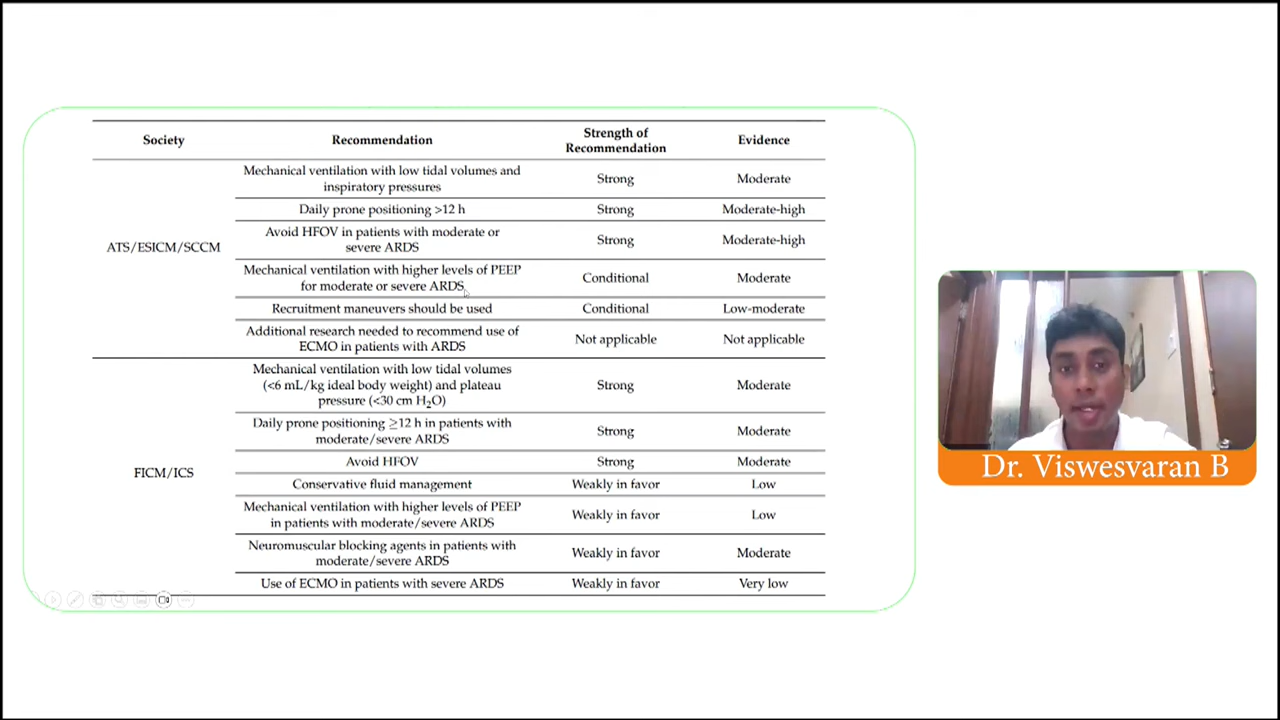 Society Recommendation Strength of Recommendation Evidence
ATS/ESICM/SCCM
Mechanical ventilation with low tidal volumes and
inspiratory pressures
Strong Moderate
Daily prone positioning >12 h Strong Moderate-high
Avoid HFOV in patients with moderate or
severe ARDS
Strong Moderate-high
Mechanical ventilation with higher levels of PEEP
for moderate or severe ARDS
Conditional Moderate
Recruitment maneuvers should be used Conditional Low-moderate
Additional research needed to recommend use of
ECMO in patients with ARDS
Not applicable Not applicable
FICM/ICS
Mechanical ventilation with low tidal volumes
(<6 mL/kg ideal body weight) and plateau
pressure (<30 cm H₂O)
Strong Moderate
Daily prone positioning ≥12 h in patients with
moderate/severe ARDS
Strong Moderate
Avoid HFOV Strong Moderate
Conservative fluid management Weakly in favor Low
Mechanical ventilation with higher levels of PEEP
in patients with moderate/severe ARDS
Weakly in favor Low
Neuromuscular blocking agents in patients with
moderate/severe ARDS
Weakly in favor Moderate
Use of ECMO in patients with severe ARDS Weakly in favor Very low
Dr. Viswesvaran B